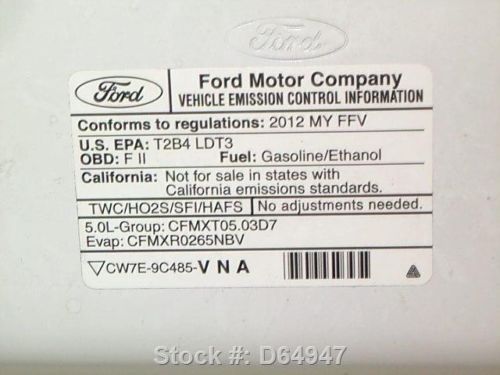 Ford
Ford
Ford Motor Company
VEHICLE EMISSION CONTROL INFORMATION
Conforms to regulations: 2012 MY FFV
U.S. EPA: T2B4 LDT3
OBD: F II Fuel: Gasoline/Ethanol
California: Not for sale in states with
California emissions standards.
TWC/HO2S/SFI/HAFS No adjustments needed.
5.0L-Group: CFMXT05.03D7
Evap: CFMXR0265NBV
▽CW7E-9C485-V N A
Stock #: D64947